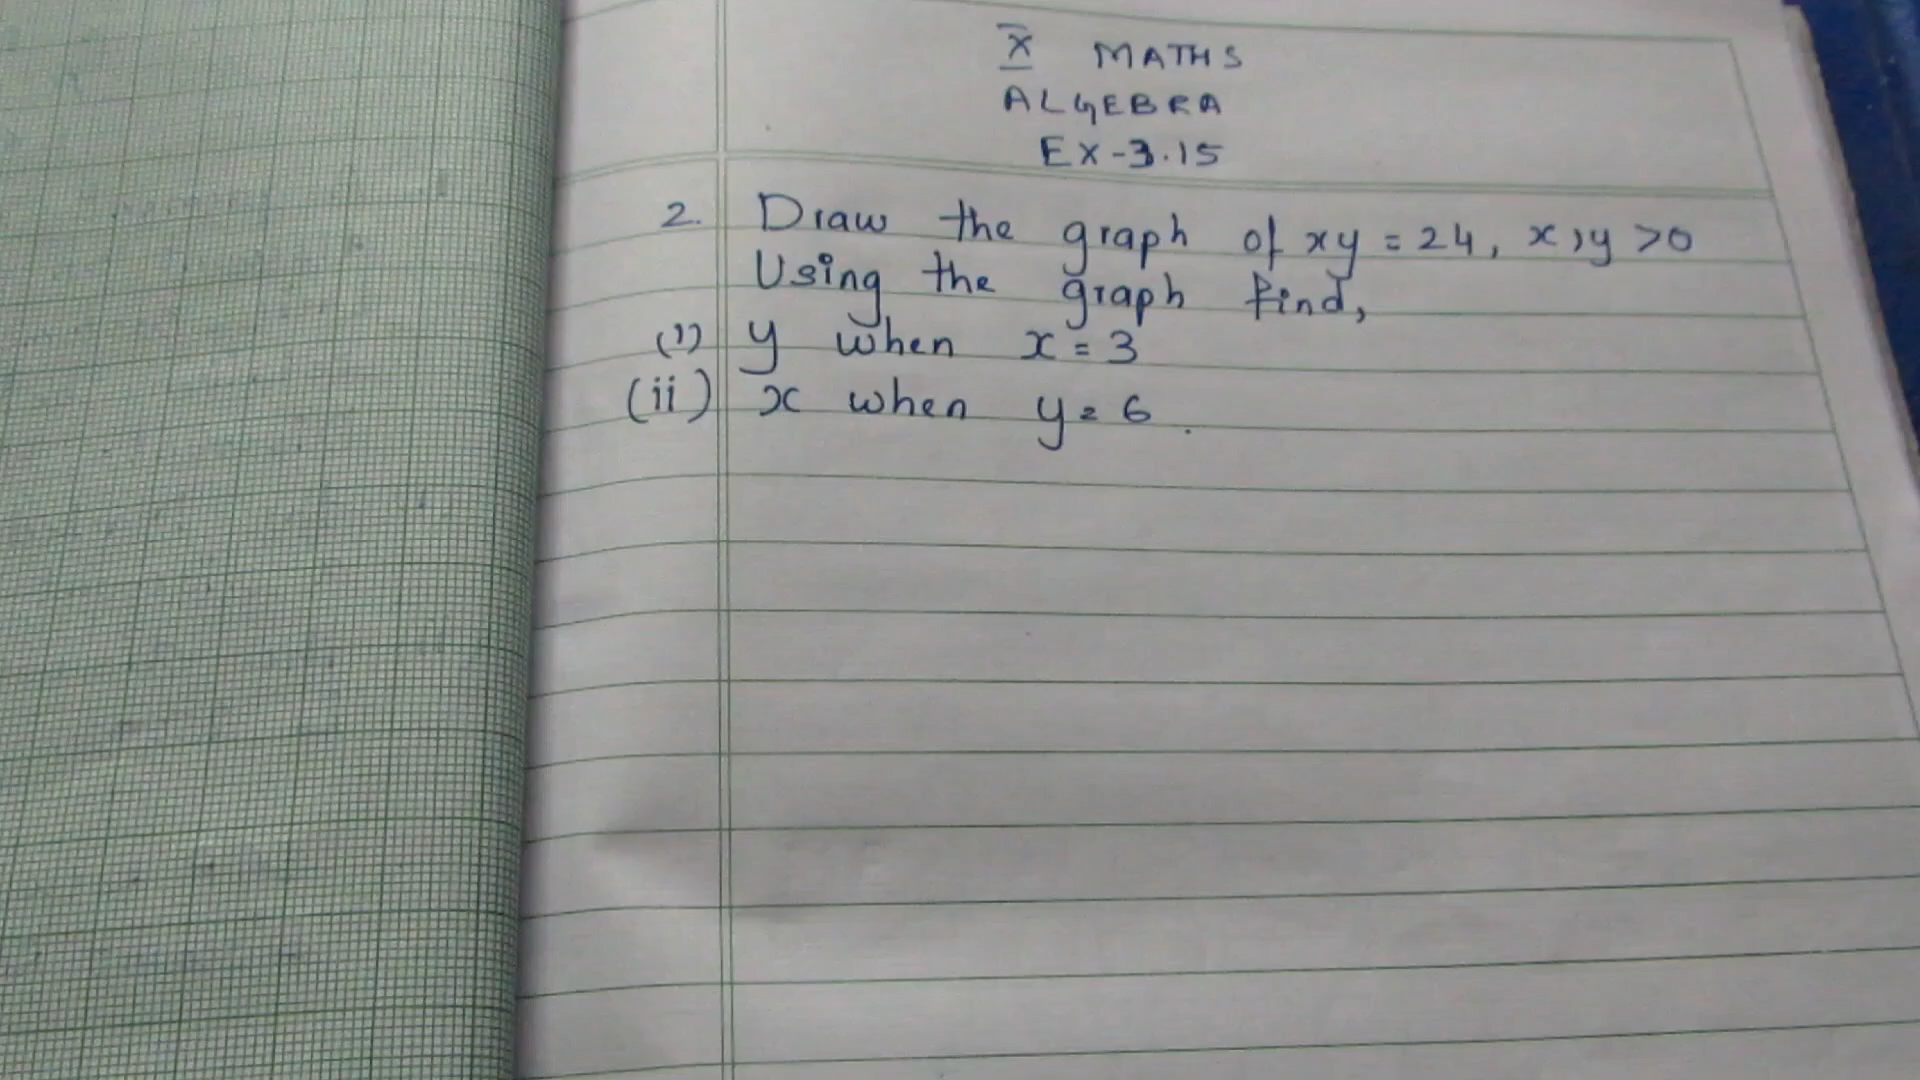 X MATHS
ALGEBRA
EX-3.15
2. Draw the graph of xy = 24, x,y >0
Using the graph find,
(i) y when x = 3
(ii) x when y = 6.